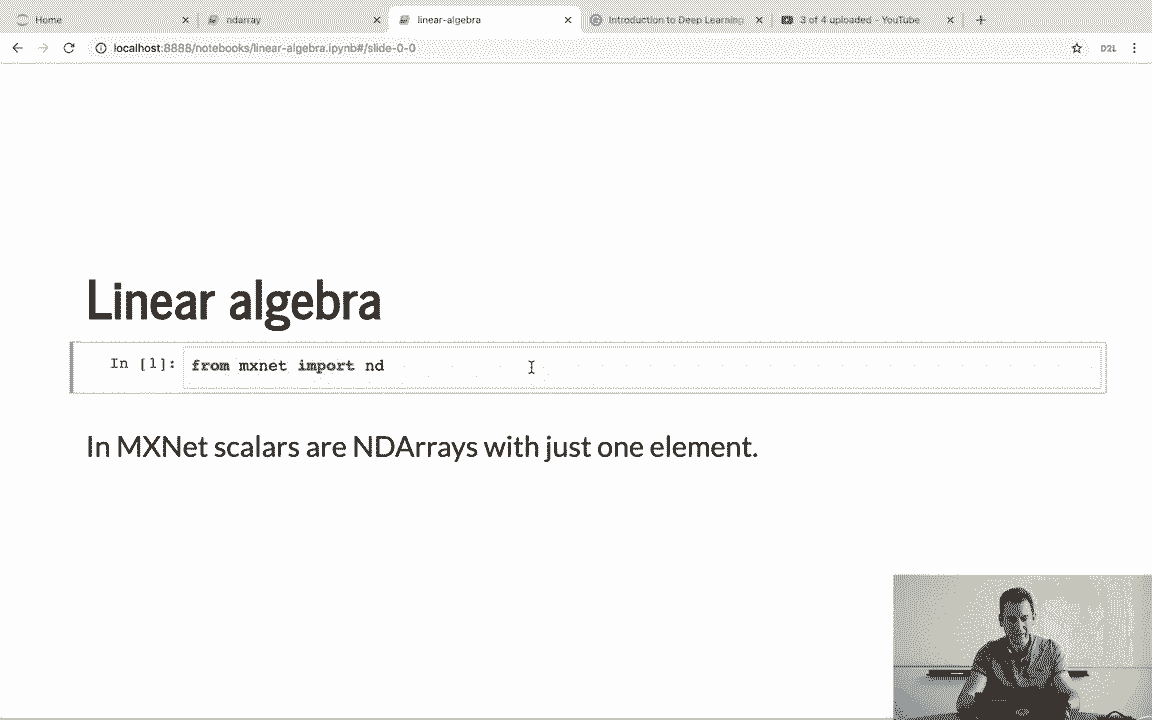 Home
ndarray
linear-algebra
Introduction to Deep Learning
3 of 4 uploaded - YouTube
localhost:8888/notebooks/linear-algebra.ipynb#/slide-0-0
D2L
Linear algebra
In [1]: from mxnet import nd
In MXNet scalars are NDArrays with just one element.